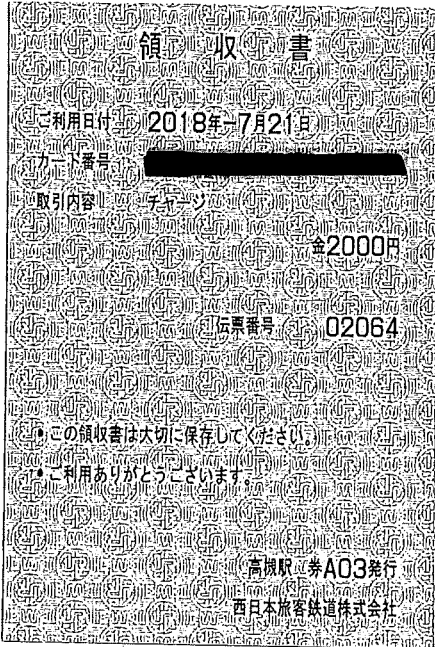 領収書
ご利用日付 2018年-7月21日
カード番号
取引内容 チャージ
金2000円
伝票番号 02064
・この領収書は大切に保存してください。
・ご利用ありがとうございます。
高槻駅 券A03発行
西日本旅客鉄道株式会社